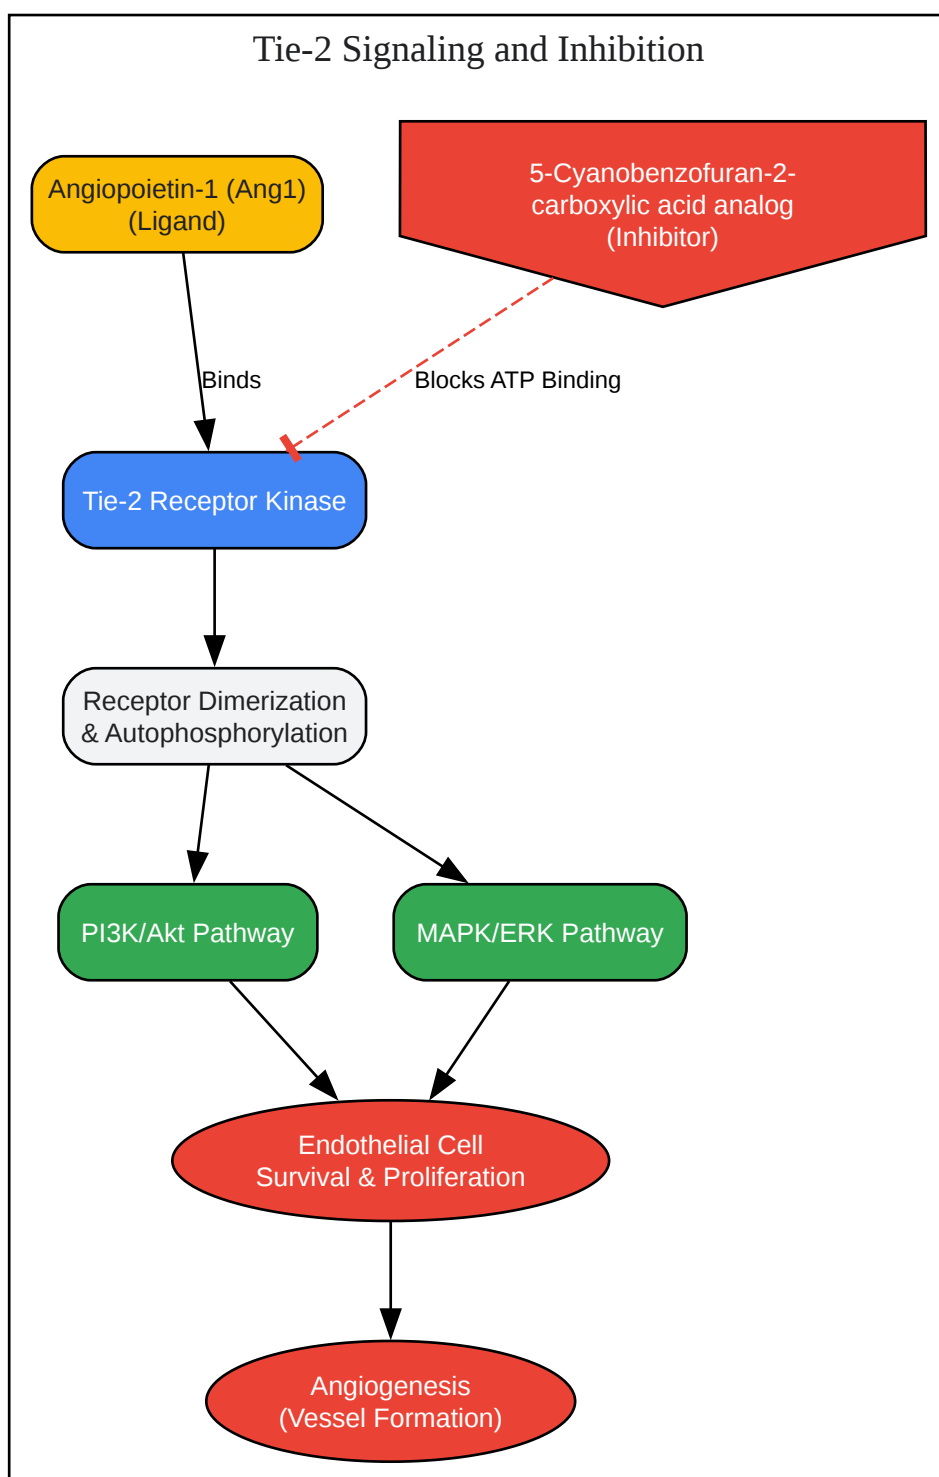 Tie-2 Signaling and Inhibition
Angiopoietin-1 (Ang1)
(Ligand)
5-Cyanobenzofuran-2-
carboxylic acid analog
(Inhibitor)
Binds
Blocks ATP Binding
Tie-2 Receptor Kinase
Receptor Dimerization
& Autophosphorylation
PI3K/Akt Pathway
MAPK/ERK Pathway
Endothelial Cell
Survival & Proliferation
Angiogenesis
(Vessel Formation)